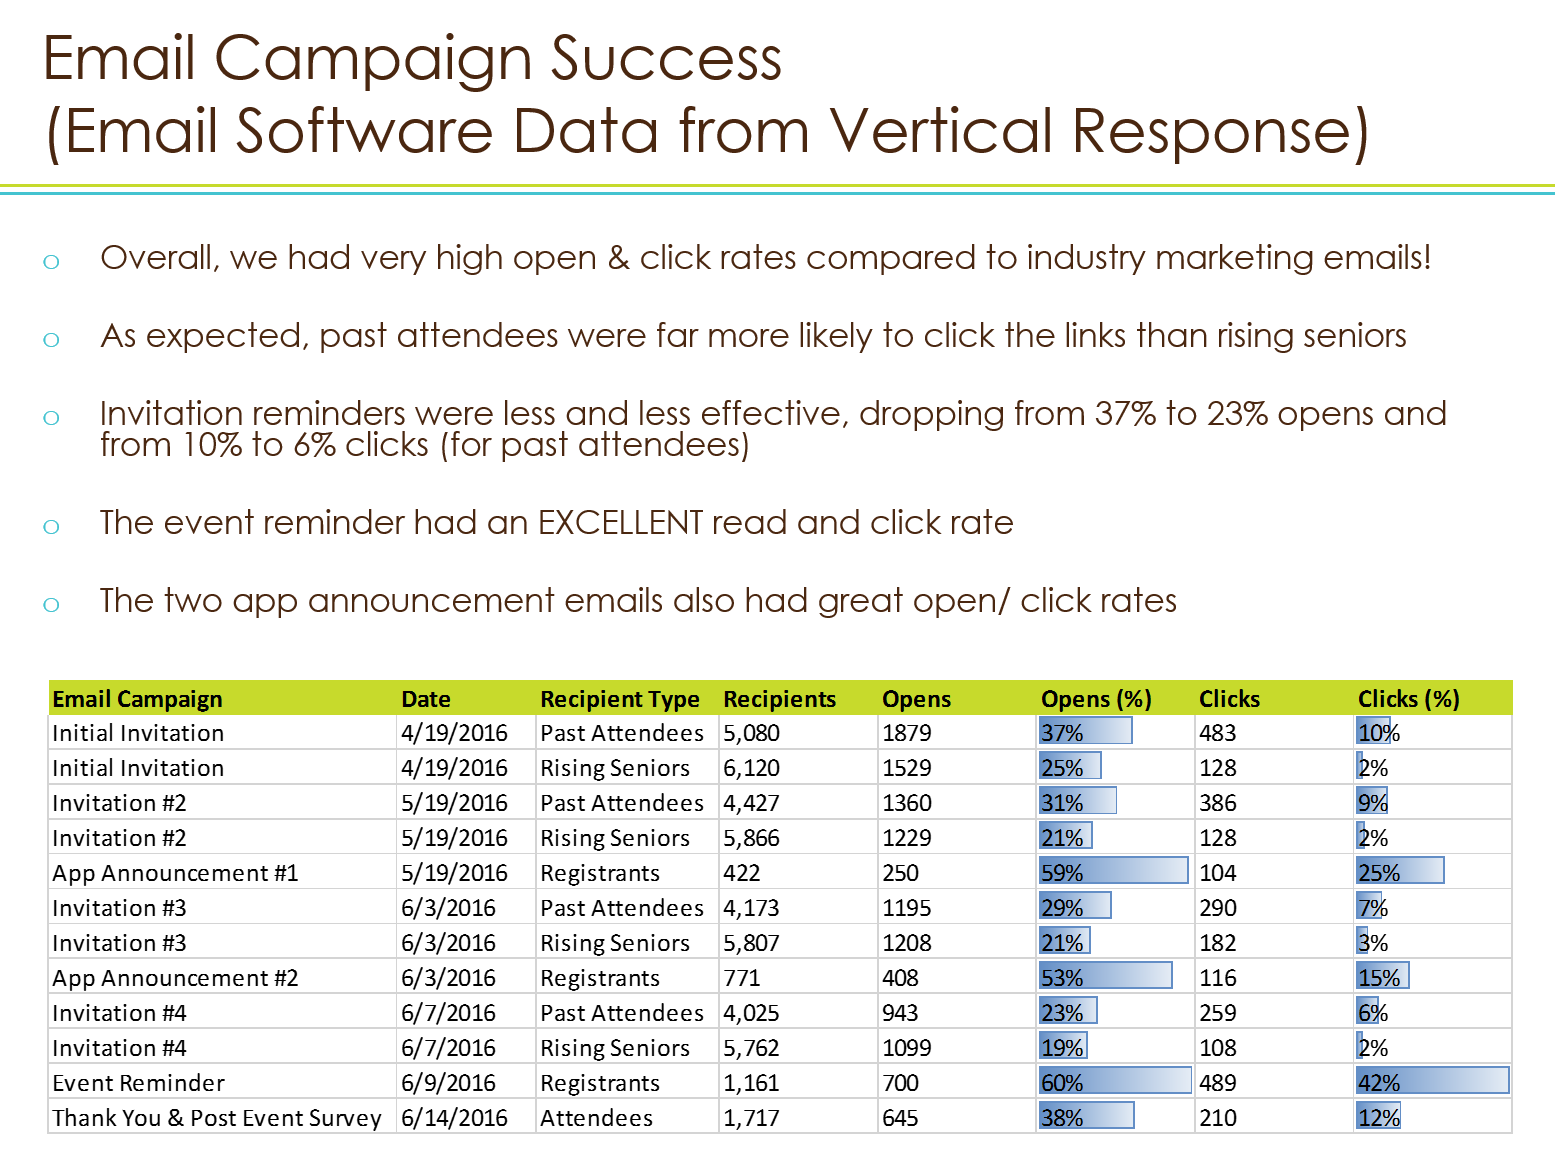 Email Campaign Success
(Email Software Data from Vertical Response)
o Overall, we had very high open & click rates compared to industry marketing emails!
o As expected, past attendees were far more likely to click the links than rising seniors
o Invitation reminders were less and less effective, dropping from 37% to 23% opens and
from 10% to 6% clicks (for past attendees)
o The event reminder had an EXCELLENT read and click rate
o The two app announcement emails also had great open/ click rates
Email Campaign Date Recipient Type Recipients Opens Opens (%) Clicks Clicks (%)
Initial Invitation 4/19/2016 Past Attendees 5,080 1879 37% 483 10%
Initial Invitation 4/19/2016 Rising Seniors 6,120 1529 25% 128 2%
Invitation #2 5/19/2016 Past Attendees 4,427 1360 31% 386 9%
Invitation #2 5/19/2016 Rising Seniors 5,866 1229 21% 128 2%
App Announcement #1 5/19/2016 Registrants 422 250 59% 104 25%
Invitation #3 6/3/2016 Past Attendees 4,173 1195 29% 290 7%
Invitation #3 6/3/2016 Rising Seniors 5,807 1208 21% 182 3%
App Announcement #2 6/3/2016 Registrants 771 408 53% 116 15%
Invitation #4 6/7/2016 Past Attendees 4,025 943 23% 259 6%
Invitation #4 6/7/2016 Rising Seniors 5,762 1099 19% 108 2%
Event Reminder 6/9/2016 Registrants 1,161 700 60% 489 42%
Thank You & Post Event Survey 6/14/2016 Attendees 1,717 645 38% 210 12%